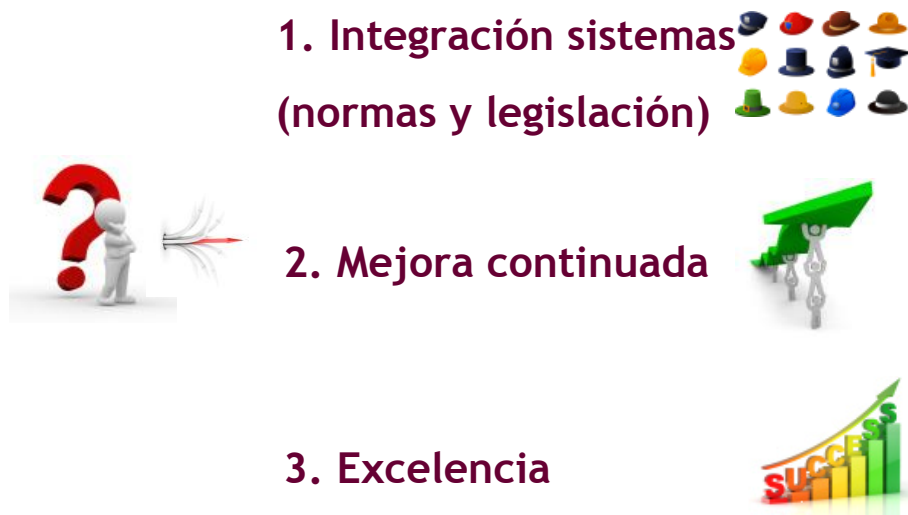 1. Integración sistemas
(normas y legislación)
2. Mejora continuada
3. Excelencia
SUCCESS